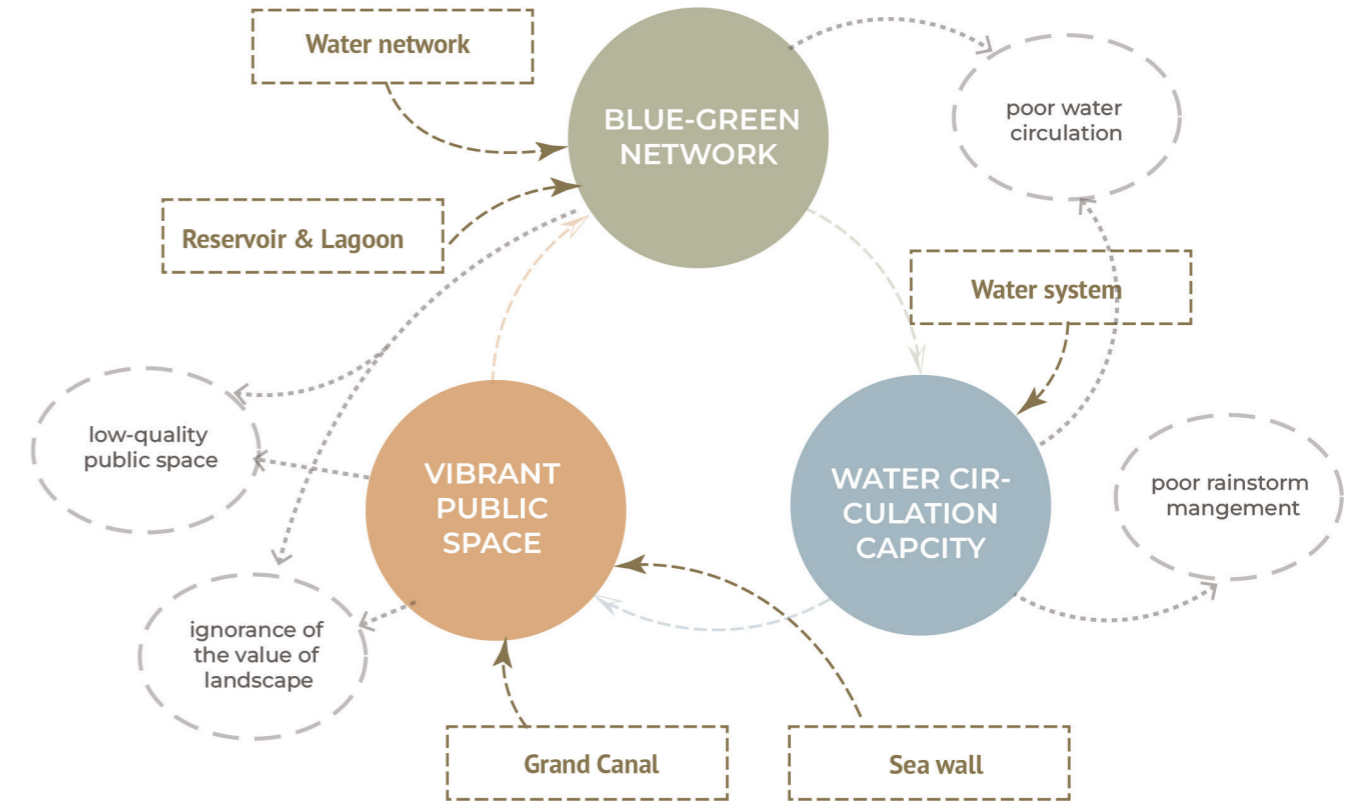 Water network
BLUE-GREEN
NETWORK
poor water
circulation
Reservoir & Lagoon
Water system
low-quality
public space
VIBRANT
PUBLIC
SPACE
WATER CIR-
CULATION
CAPCITY
poor rainstorm
mangement
ignorance of
the value of
landscape
Grand Canal
Sea wall